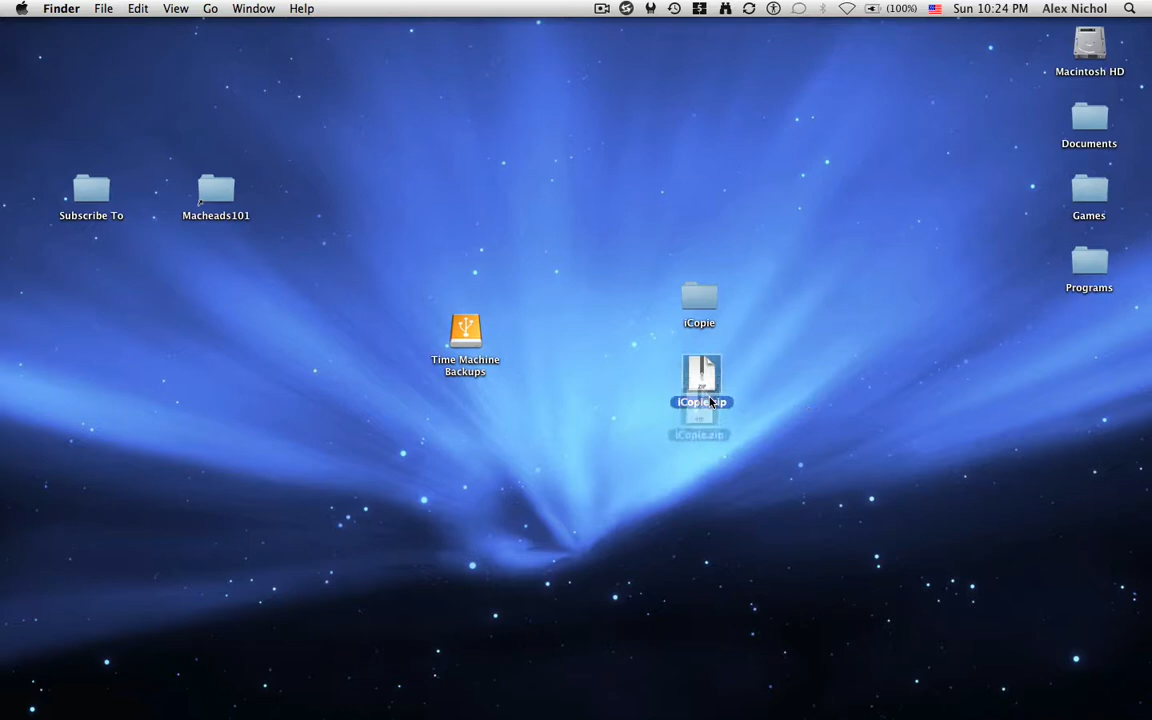 Finder File Edit View Go Window Help (100%) Sun 10:24 PM Alex Nichol
Macintosh HD
Documents
Subscribe To Macheads101 Games
Programs
iCopie
Time Machine
Backups
iCopie.zip
iCopie.zip